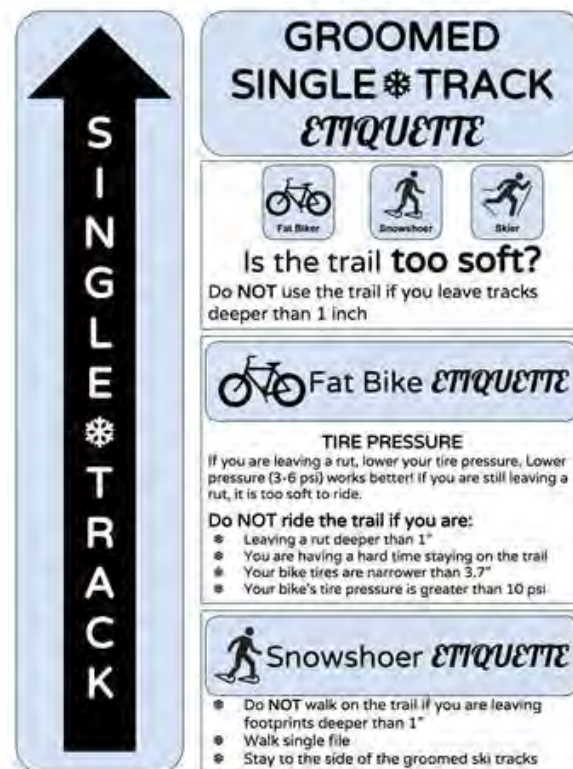 SINGLE❄TRACK
GROOMED
SINGLE❄TRACK
ETIQUETTE
Fat Biker
Snowshoer
Skier
Is the trail too soft?
Do NOT use the trail if you leave tracks
deeper than 1 inch
Fat Bike ETIQUETTE
TIRE PRESSURE
If you are leaving a rut, lower your tire pressure. Lower
pressure (3-6 psi) works better! If you are still leaving a
rut, it is too soft to ride.
Do NOT ride the trail if you are:
❄ Leaving a rut deeper than 1"
❄ You are having a hard time staying on the trail
❄ Your bike tires are narrower than 3.7"
❄ Your bike's tire pressure is greater than 10 psi
Snowshoer ETIQUETTE
❄ Do NOT walk on the trail if you are leaving
footprints deeper than 1"
❄ Walk single file
❄ Stay to the side of the groomed ski tracks